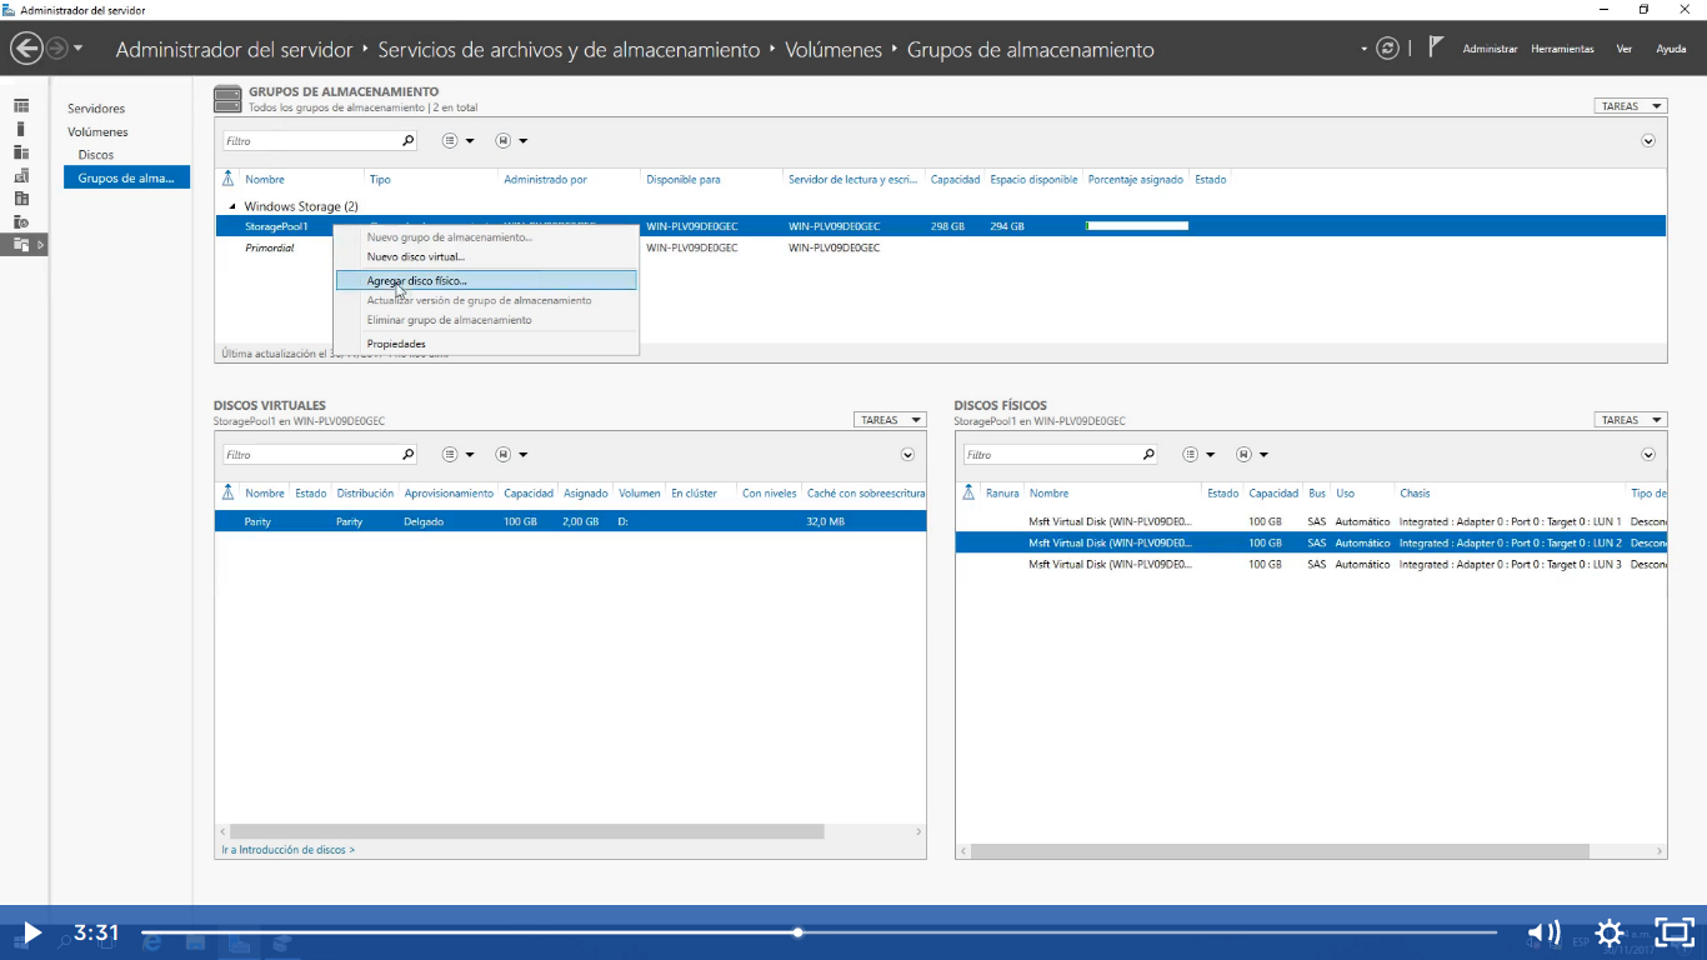 Administrador del servidor
Administrador del servidor Servicios de archivos y de almacenamiento Volúmenes Grupos de almacenamiento
Administrar Herramientas Ver Ayuda
Servidores
Volúmenes
Discos
Grupos de alma...
GRUPOS DE ALMACENAMIENTO
Todos los grupos de almacenamiento | 2 en total
TAREAS
Filtro
Nombre Tipo Administrado por Disponible para Servidor de lectura y escri... Capacidad Espacio disponible Porcentaje asignado Estado
Windows Storage (2)
StoragePool1 WIN-PLV09DE0GEC WIN-PLV09DE0GEC 298 GB 294 GB
Primordial WIN-PLV09DE0GEC WIN-PLV09DE0GEC
Nuevo grupo de almacenamiento...
Nuevo disco virtual...
Agregar disco físico...
Actualizar versión de grupo de almacenamiento
Eliminar grupo de almacenamiento
Propiedades
Última actualización el
DISCOS VIRTUALES
StoragePool1 en WIN-PLV09DE0GEC
TAREAS
Filtro
Nombre Estado Distribución Aprovisionamiento Capacidad Asignado Volumen En clúster Con niveles Caché con sobreescritura
Parity Parity Delgado 100 GB 2,00 GB D: 32,0 MB
Ir a Introducción de discos >
DISCOS FÍSICOS
StoragePool1 en WIN-PLV09DE0GEC
TAREAS
Filtro
Ranura Nombre Estado Capacidad Bus Uso Chasis Tipo de
Msft Virtual Disk (WIN-PLV09DE0... 100 GB SAS Automático Integrated : Adapter 0 : Port 0 : Target 0 : LUN 1 Descon
Msft Virtual Disk (WIN-PLV09DE0... 100 GB SAS Automático Integrated : Adapter 0 : Port 0 : Target 0 : LUN 2 Descon
Msft Virtual Disk (WIN-PLV09DE0... 100 GB SAS Automático Integrated : Adapter 0 : Port 0 : Target 0 : LUN 3 Descon
3:31
ESP